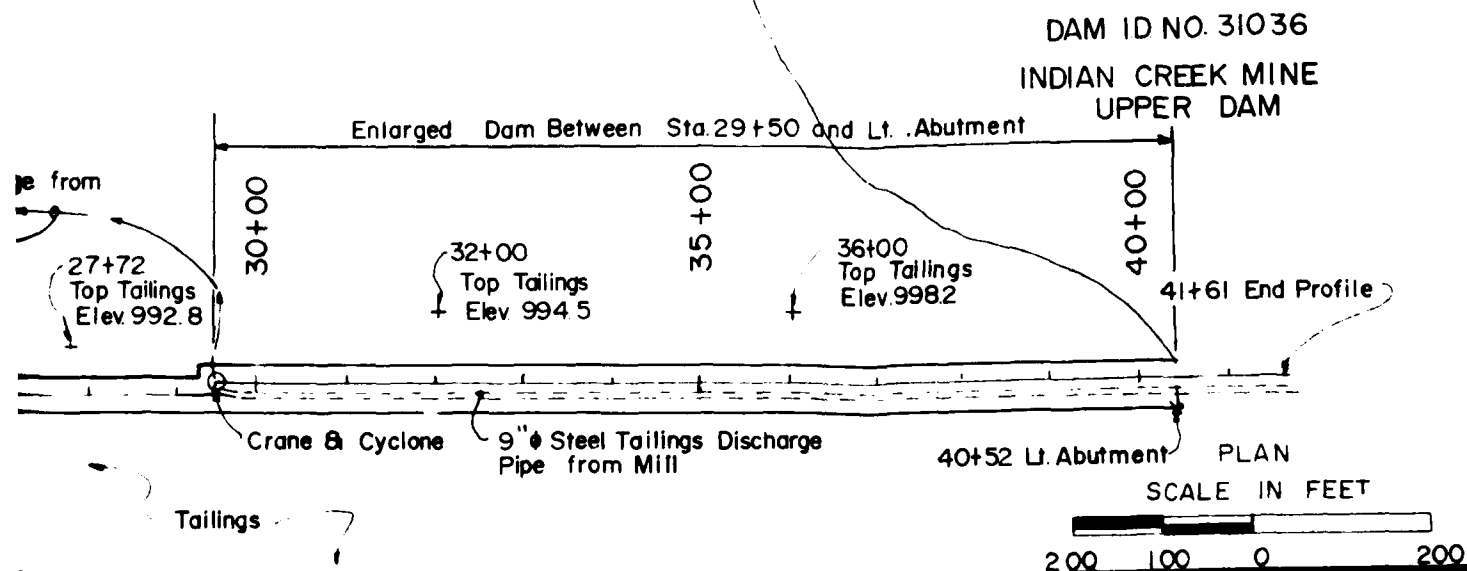 DAM I.D NO. 31036
INDIAN CREEK MINE
UPPER DAM
Enlarged Dam Between Sta. 29+50 and Lt. Abutment
from
30+00
35+00
40+00
27+72
Top Tailings
Elev. 992.8
32+00
Top Tailings
Elev. 994.5
36+00
Top Tailings
Elev. 998.2
41+61 End Profile
Crane & Cyclone
9"ϕ Steel Tailings Discharge
Pipe from Mill
40+52 Lt. Abutment
PLAN
SCALE IN FEET
200 100 0 200
Tailings